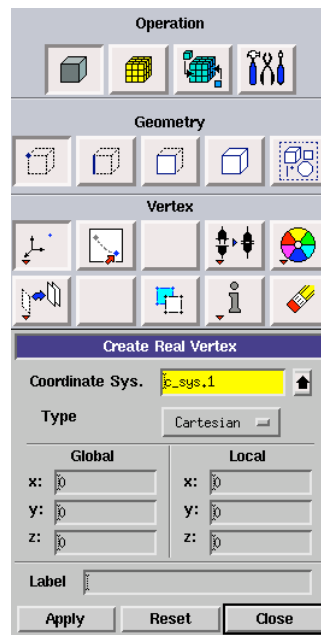 Operation
Geometry
Vertex
Create Real Vertex
Coordinate Sys. c_sys.1
Type Cartesian
Global Local
x: 0 x: 0
y: 0 y: 0
z: 0 z: 0
Label
Apply Reset Close